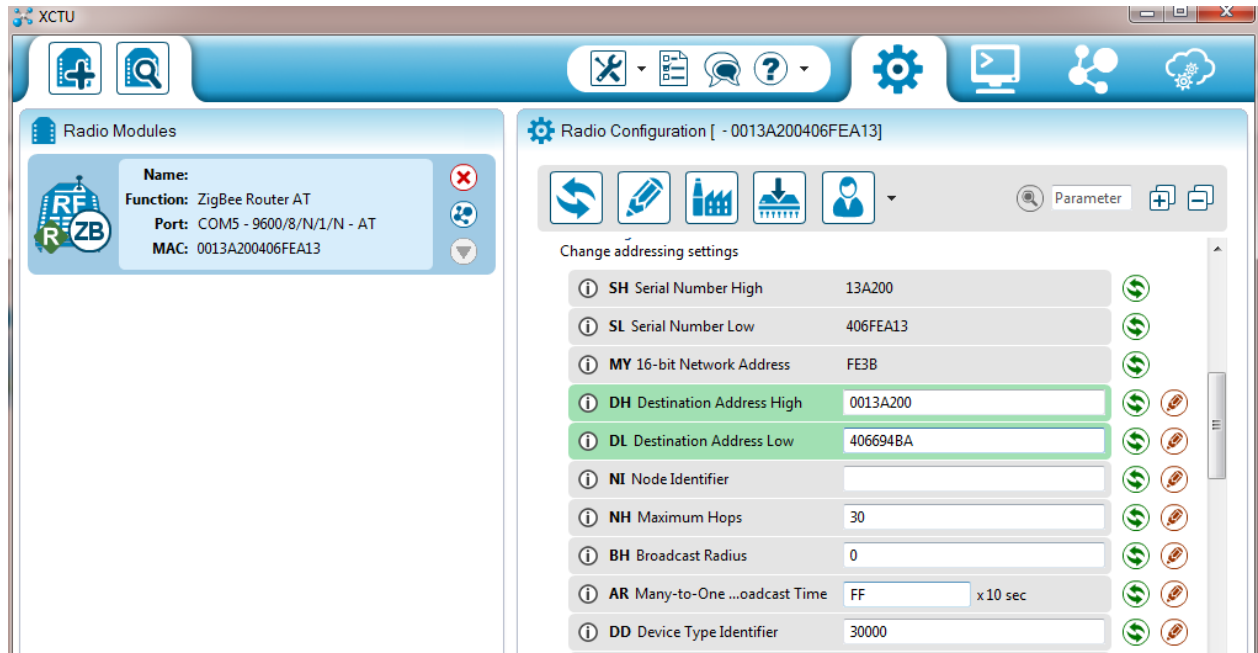 XCTU
Radio Modules
Name:
Function: ZigBee Router AT
Port: COM5 - 9600/8/N/1/N - AT
MAC: 0013A200406FEA13
RF
R ZB
Radio Configuration [ - 0013A200406FEA13]
Parameter
Change addressing settings
SH Serial Number High 13A200
SL Serial Number Low 406FEA13
MY 16-bit Network Address FE3B
DH Destination Address High 0013A200
DL Destination Address Low 406694BA
NI Node Identifier
NH Maximum Hops 30
BH Broadcast Radius 0
AR Many-to-One ...oadcast Time FF x 10 sec
DD Device Type Identifier 30000